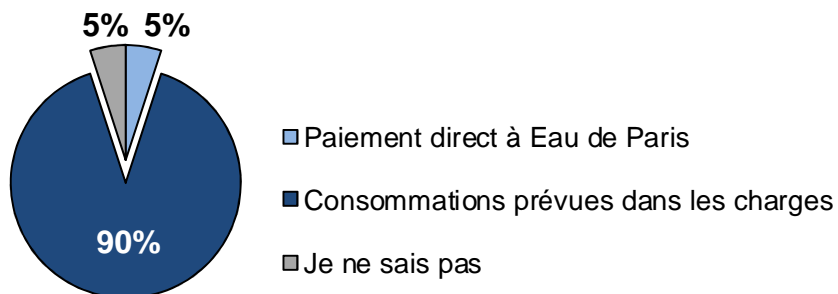 5% 5%
Paiement direct à Eau de Paris
Consommations prévues dans les charges
90%
Je ne sais pas